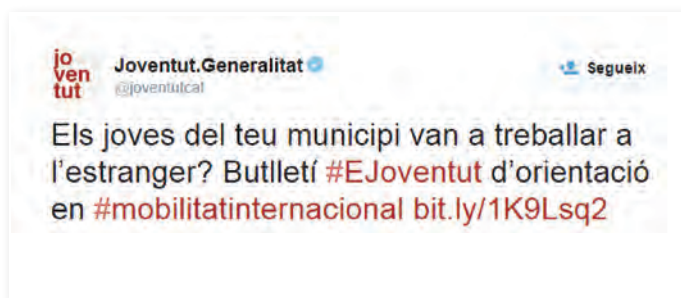 jo
ven
tut
Joventut.Generalitat
@joventutcat
Segueix
Els joves del teu municipi van a treballar a
l'estranger? Butlletí #EJoventut d'orientació
en #mobilitatinternacional bit.ly/1K9Lsq2